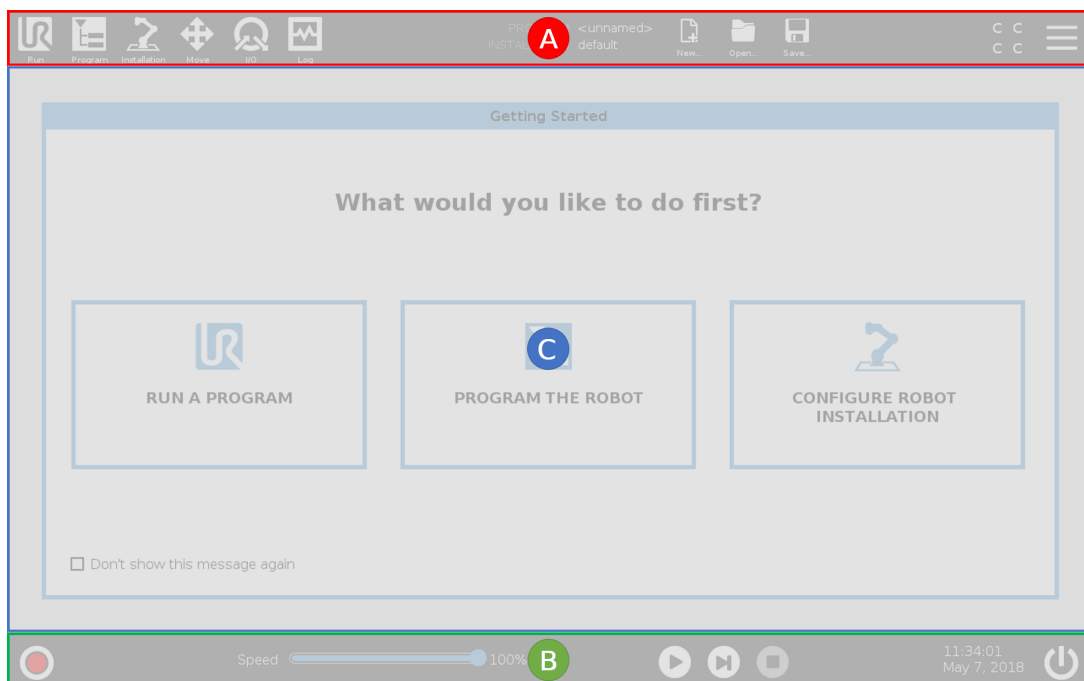 <unnamed>
default
C C
C C
Run Program Installation Move I/O Log
New... Open... Save...
A
Getting Started
What would you like to do first?
C
RUN A PROGRAM
PROGRAM THE ROBOT
CONFIGURE ROBOT
INSTALLATION
Don't show this message again
Speed 100%
B
11:34:01
May 7, 2018